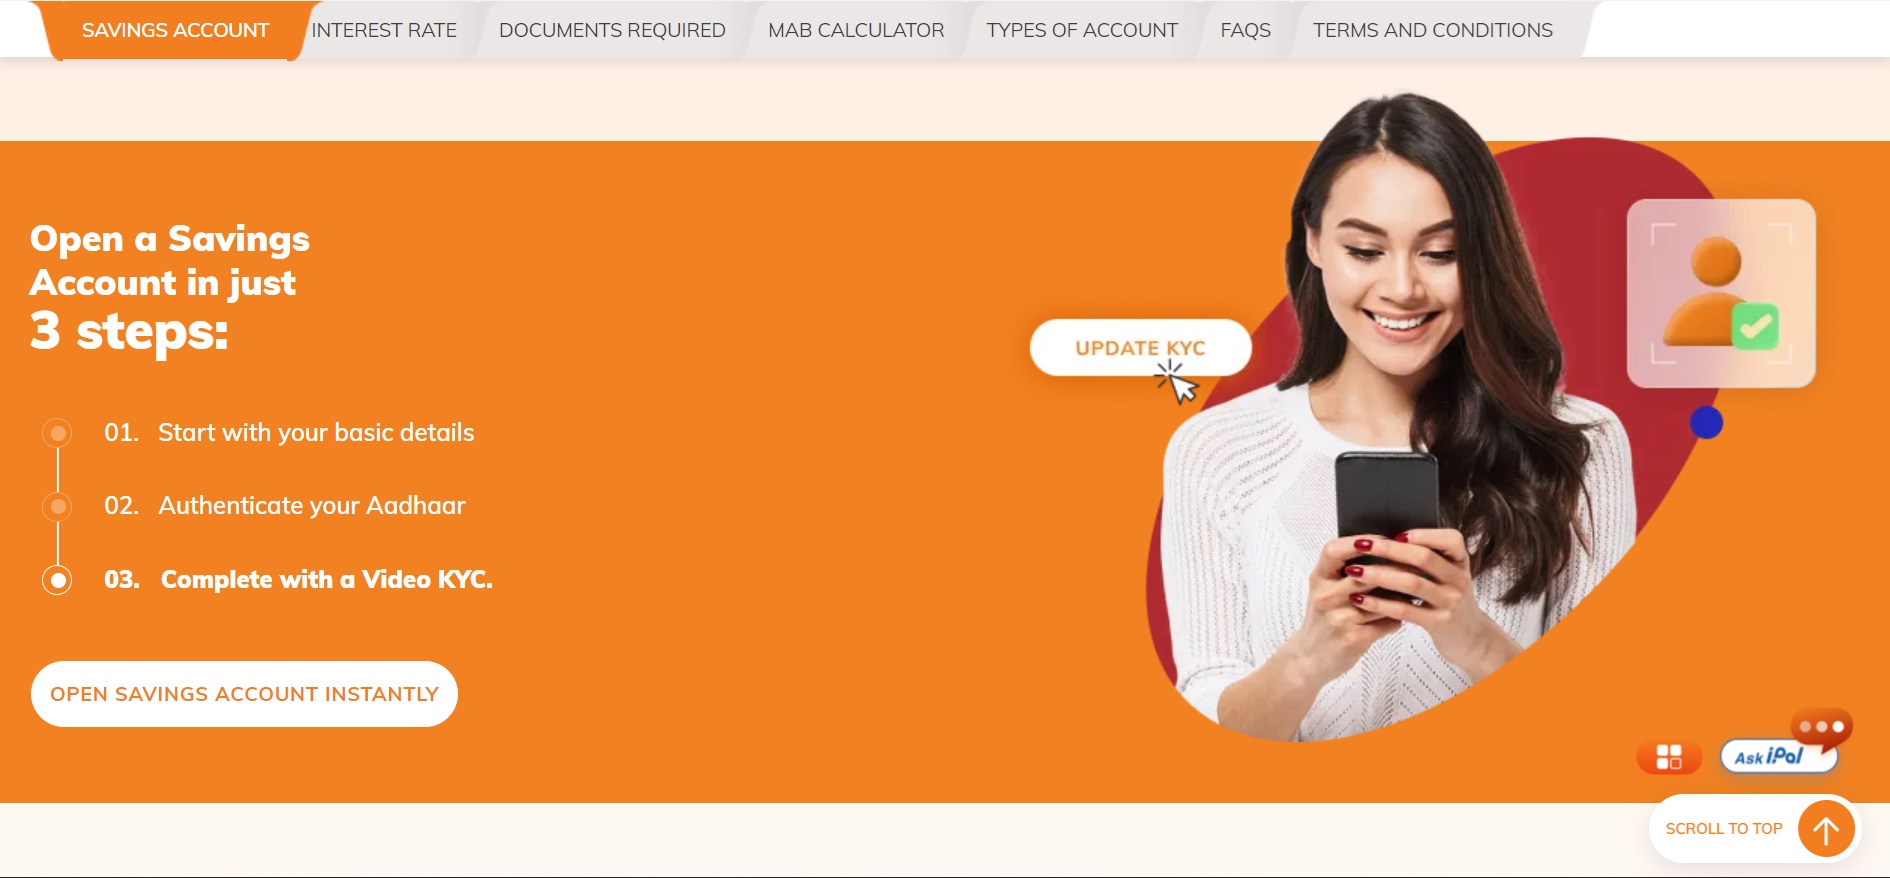 SAVINGS ACCOUNT
INTEREST RATE
DOCUMENTS REQUIRED
MAB CALCULATOR
TYPES OF ACCOUNT
FAQS
TERMS AND CONDITIONS
Open a Savings
Account in just
3 steps:
01. Start with your basic details
02. Authenticate your Aadhaar
03. Complete with a Video KYC.
OPEN SAVINGS ACCOUNT INSTANTLY
UPDATE KYC
Ask iPal
SCROLL TO TOP